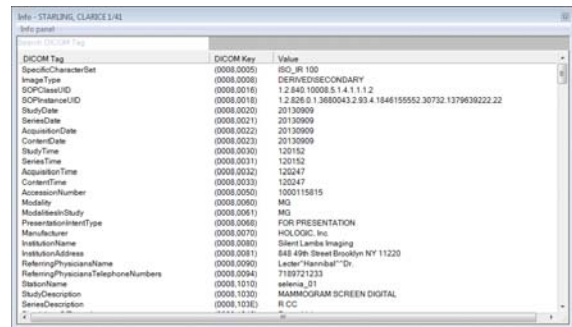 Info - STARLING, CLARICE 1/41
Info panel
Search DICOM Tag
DICOM Tag DICOM Key Value
SpecificCharacterSet (0008,0005) ISO_IR 100
ImageType (0008,0008) DERIVED\SECONDARY
SOPClassUID (0008,0016) 1.2.840.10008.5.1.4.1.1.1.2
SOPInstanceUID (0008,0018) 1.2.826.0.1.3680043.2.93.4.1846155552.30732.1379639222.22
StudyDate (0008,0020) 20130909
SeriesDate (0008,0021) 20130909
AcquisitionDate (0008,0022) 20130909
ContentDate (0008,0023) 20130909
StudyTime (0008,0030) 120152
SeriesTime (0008,0031) 120152
AcquisitionTime (0008,0032) 120247
ContentTime (0008,0033) 120247
AccessionNumber (0008,0050) 1000115815
Modality (0008,0060) MG
ModalitiesInStudy (0008,0061) MG
PresentationIntentType (0008,0068) FOR PRESENTATION
Manufacturer (0008,0070) HOLOGIC, Inc.
InstitutionName (0008,0080) Silent Lambs Imaging
InstitutionAddress (0008,0081) 848 49th Street Brooklyn NY 11220
ReferringPhysiciansName (0008,0090) Lecter^Hannibal^^Dr.
ReferringPhysiciansTelephoneNumbers (0008,0094) 7189721233
StationName (0008,1010) selenia_01
StudyDescription (0008,1030) MAMMOGRAM SCREEN DIGITAL
SeriesDescription (0008,103E) R CC